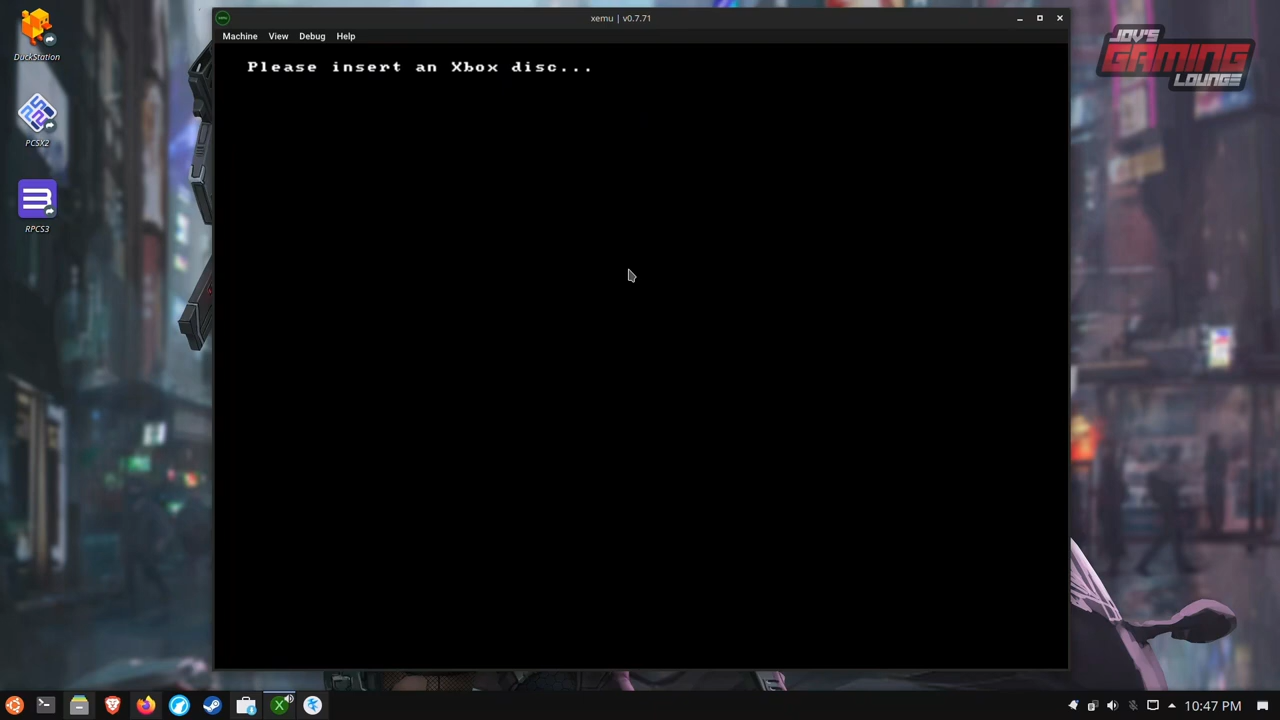 xemu | v0.7.71
Machine View Debug Help
Please insert an Xbox disc...
DuckStation
PCSX2
RPCS3
JOV'S
GAMING
LOUNGE
10:47 PM